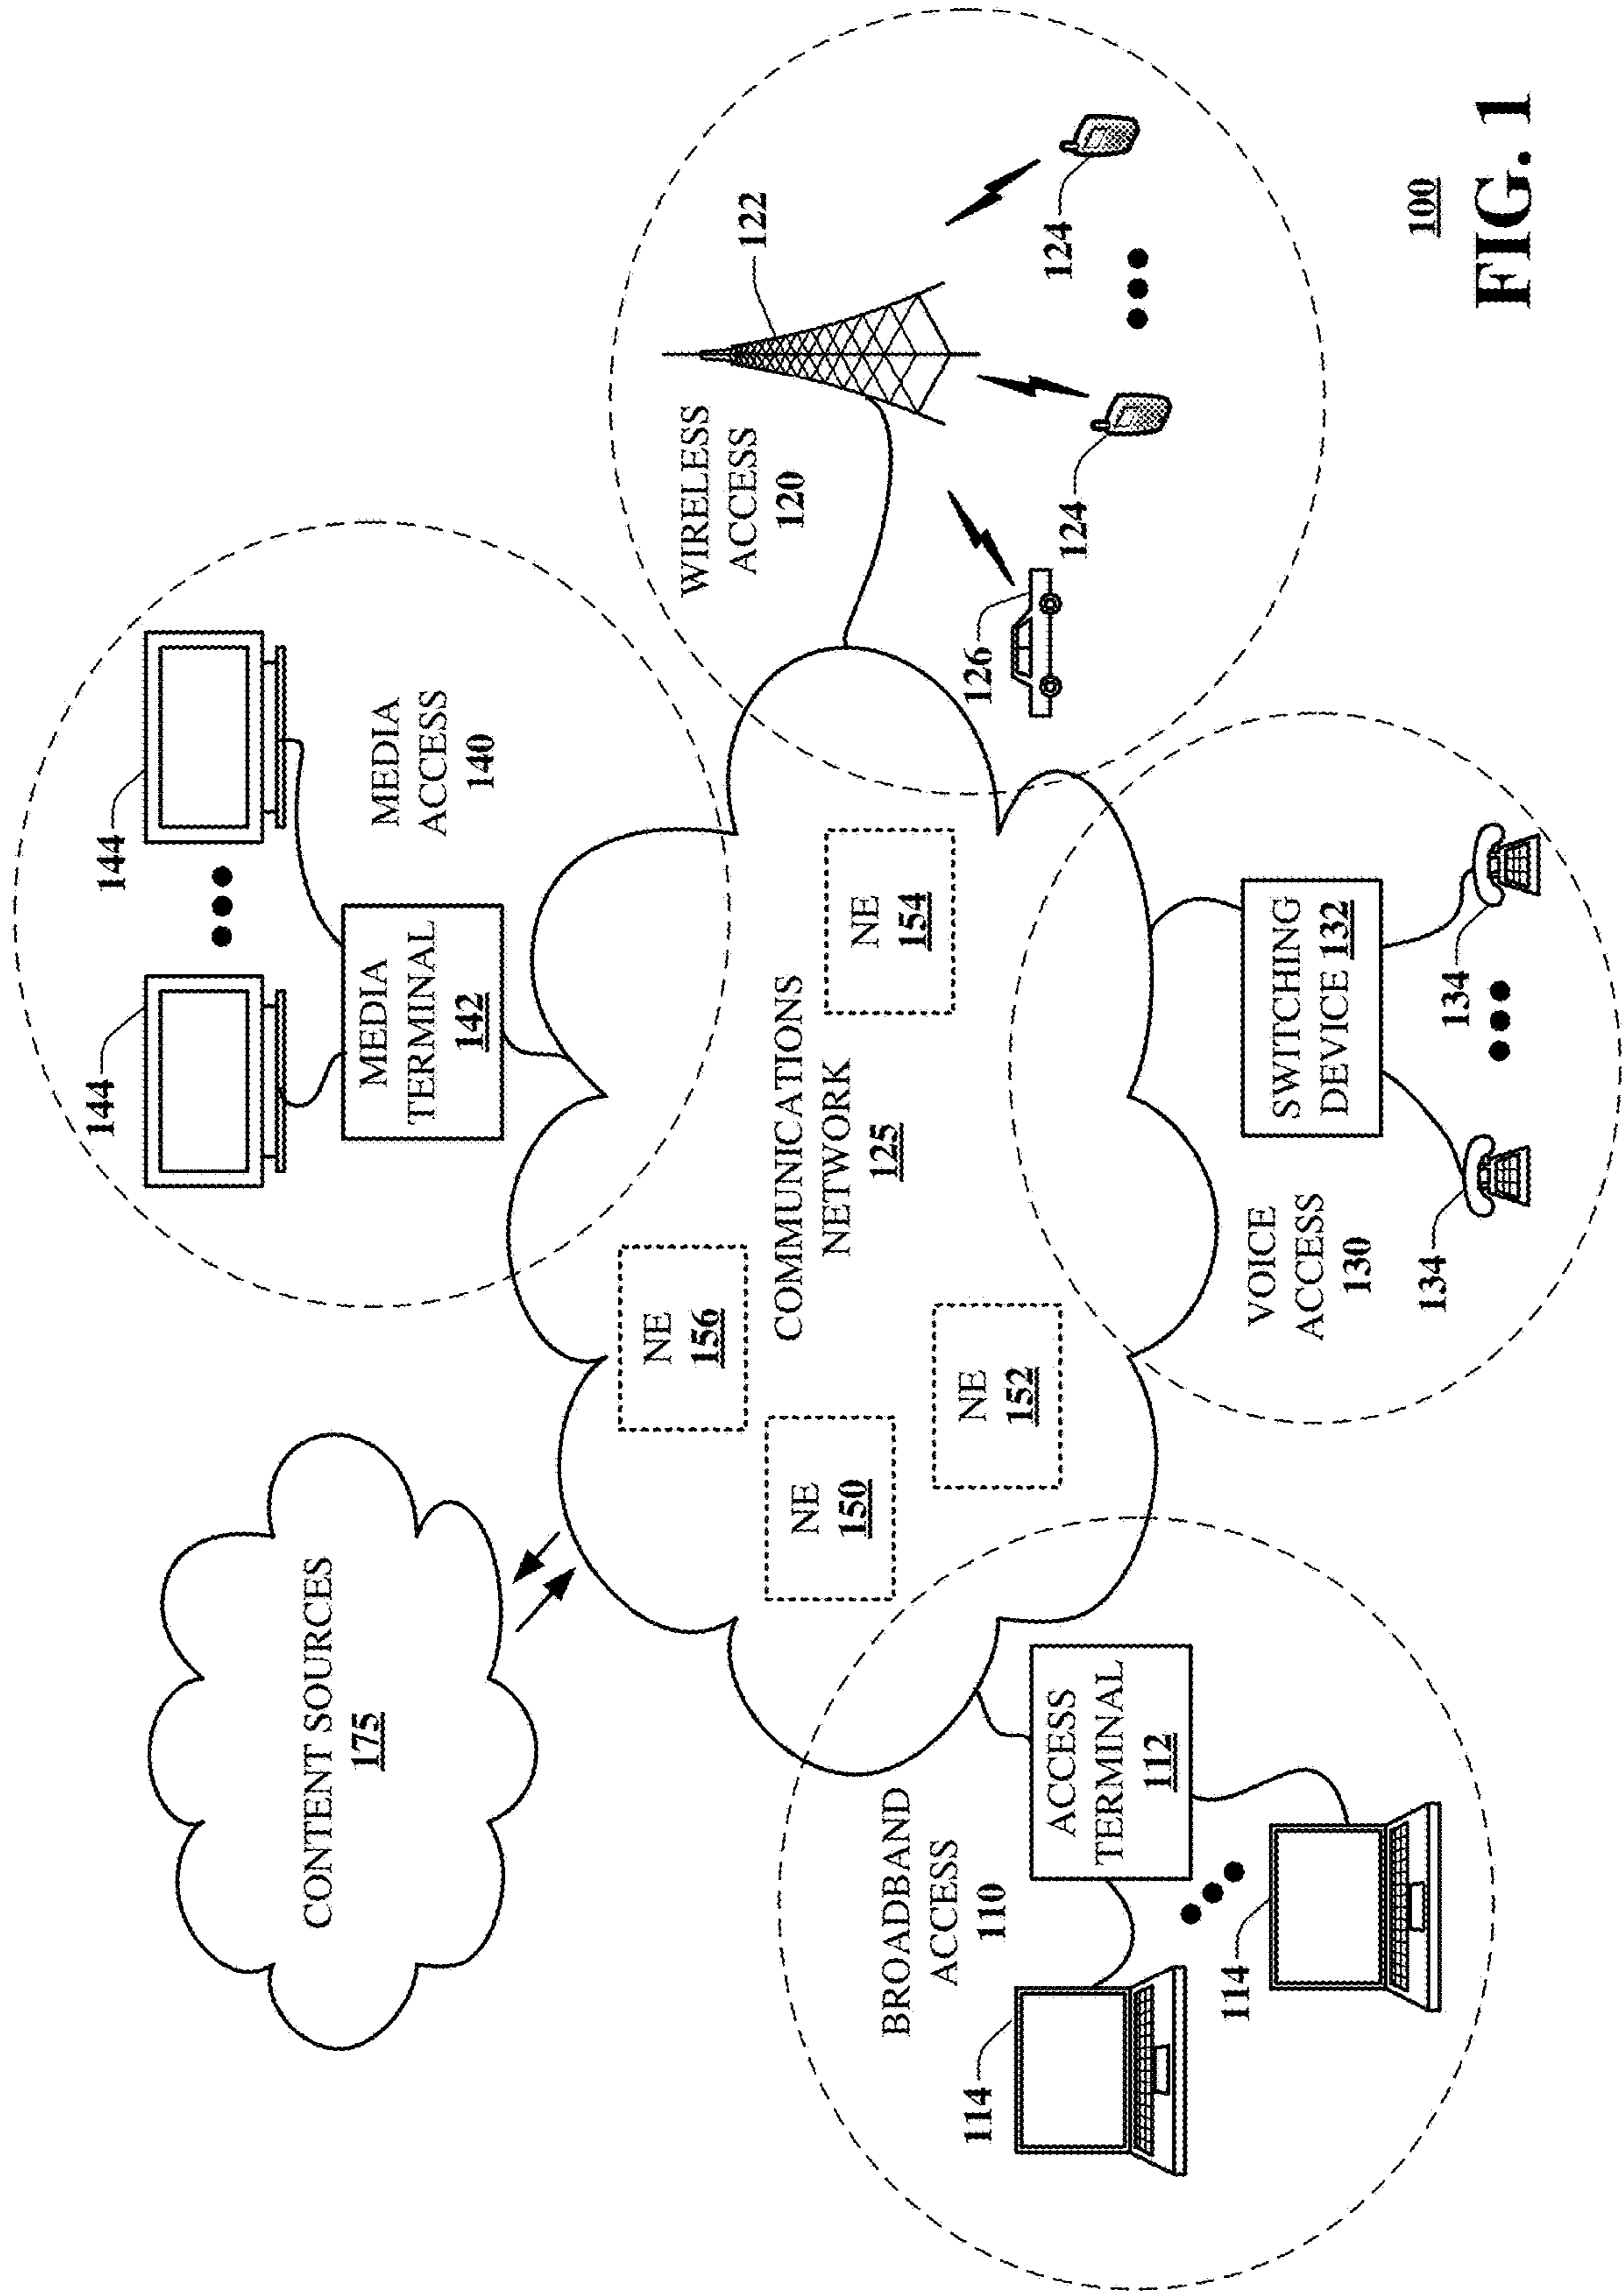 144
144
MEDIA
TERMINAL
142
MEDIA
ACCESS
140
CONTENT SOURCES
175
WIRELESS
ACCESS
120
122
124
124
126
NE
156
NE
150
NE
152
NE
154
COMMUNICATIONS
NETWORK
125
BROADBAND
ACCESS
110
ACCESS
TERMINAL
112
114
114
VOICE
ACCESS
130
SWITCHING
DEVICE 132
134
134
100
FIG. 1